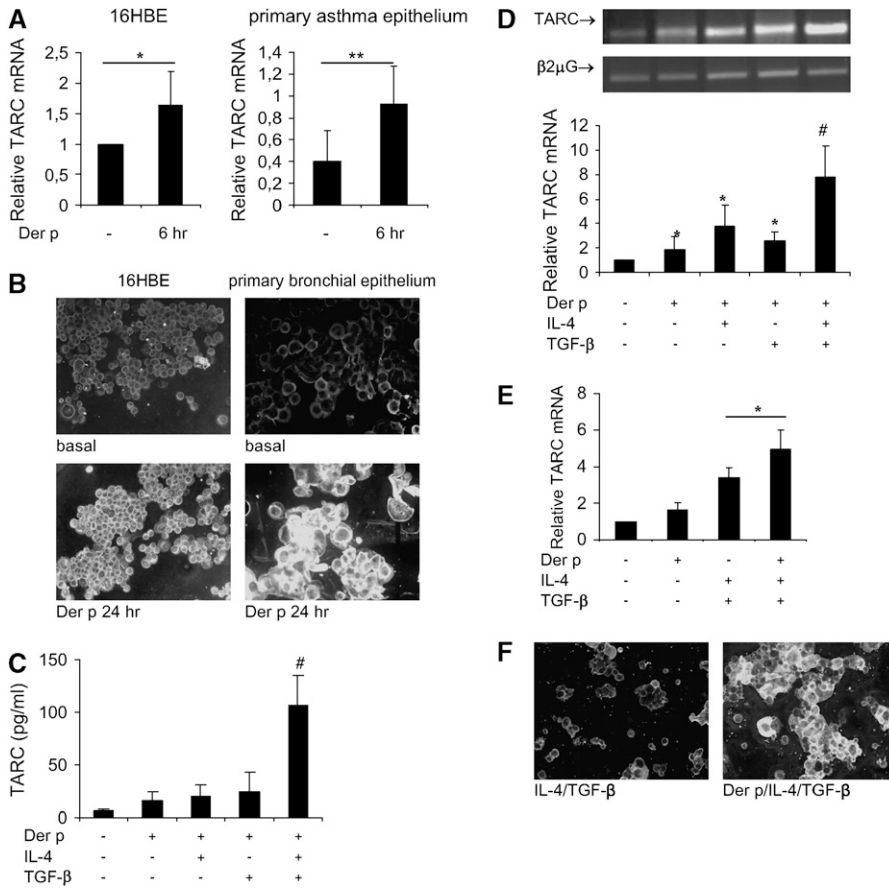 A
16HBE
primary asthma epithelium
Relative TARC mRNA
2,5
2
1,5
1
0,5
0
Der p - 6 hr
*
Relative TARC mRNA
1,4
1,2
1
0,8
0,6
0,4
0,2
0
- 6 hr
**
B
16HBE
primary bronchial epithelium
basal
basal
Der p 24 hr
Der p 24 hr
C
TARC (pg/ml)
150
100
50
0
#
Der p - + + + +
IL-4 - - + - +
TGF-β - - - + +
D
TARC→
β2μG→
Relative TARC mRNA
12
10
8
6
4
2
0
* * * #
Der p - + + + +
IL-4 - - + - +
TGF-β - - - + +
E
Relative TARC mRNA
8
6
4
2
0
*
Der p - + - +
IL-4 - - + +
TGF-β - - + +
F
IL-4/TGF-β
Der p/IL-4/TGF-β